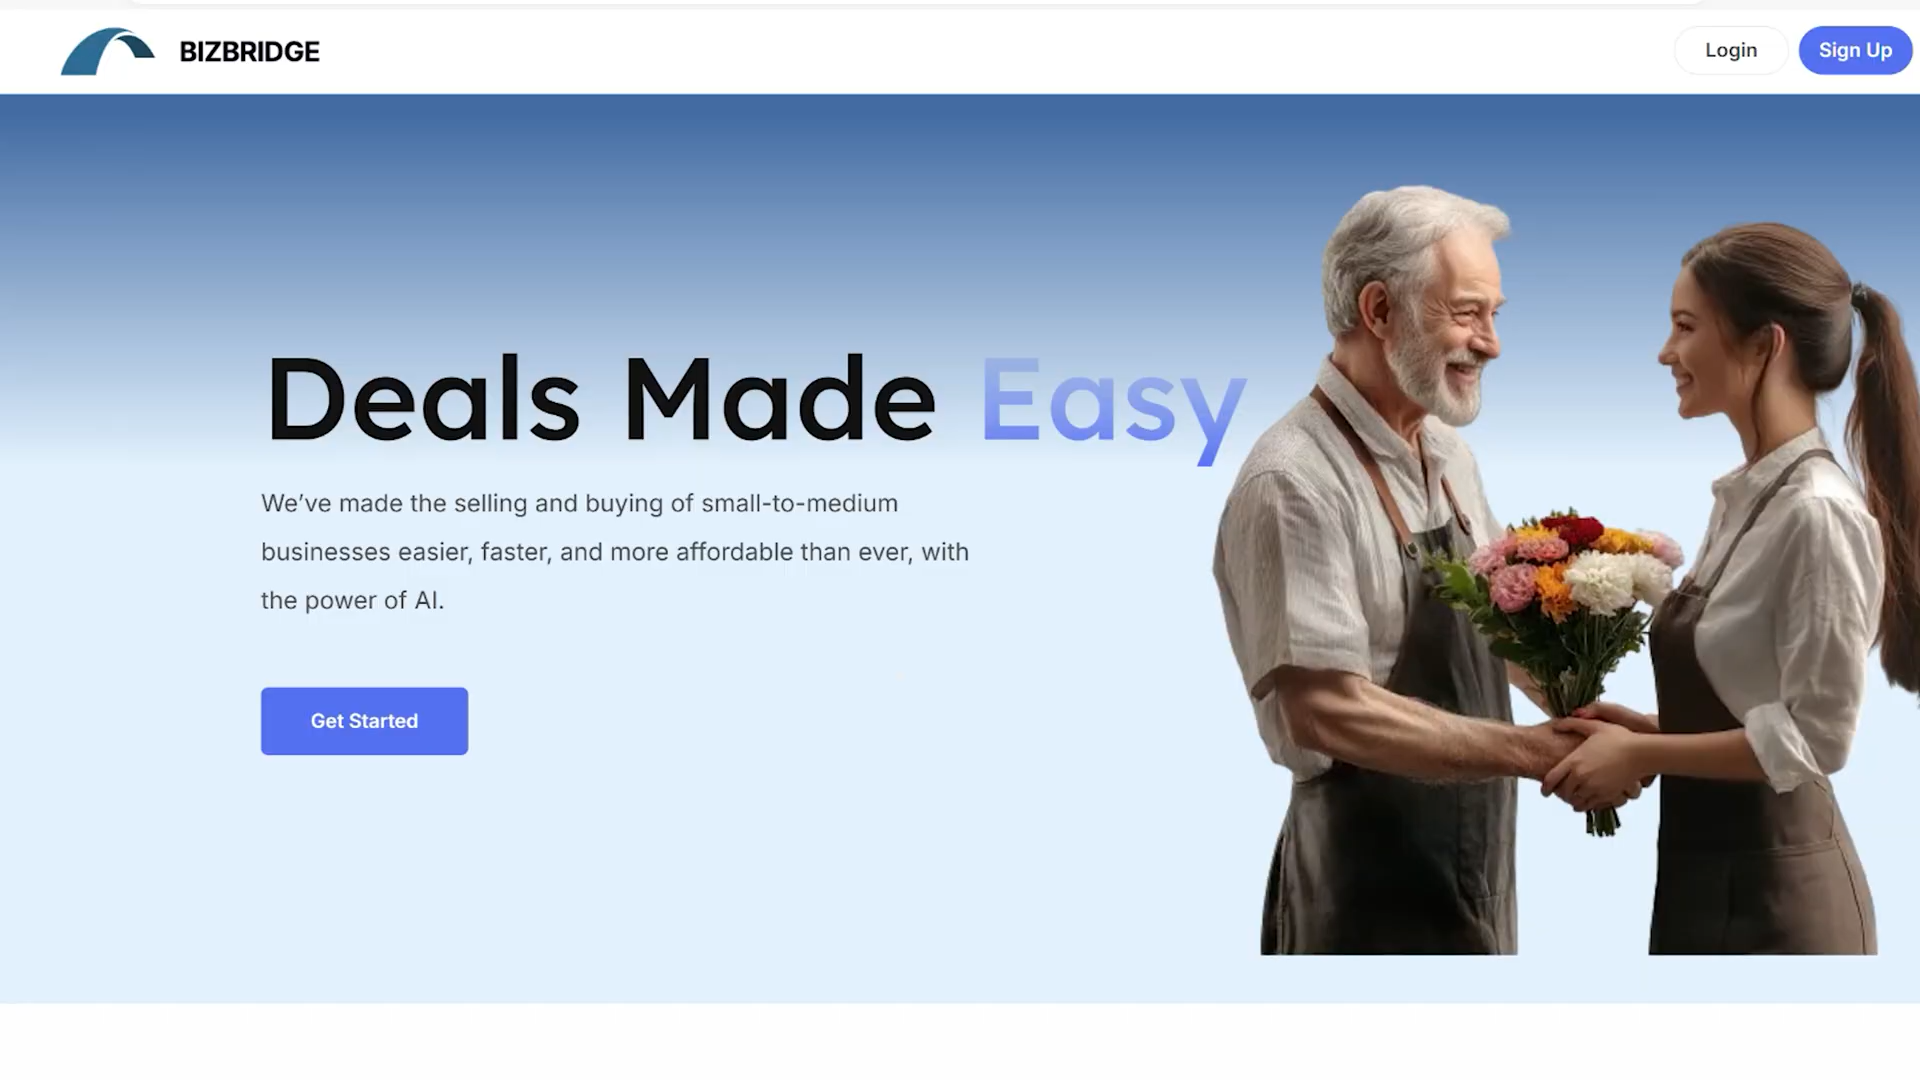 BIZBRIDGE
Login
Sign Up
Deals Made Easy
We’ve made the selling and buying of small-to-medium
businesses easier, faster, and more affordable than ever, with
the power of AI.
Get Started